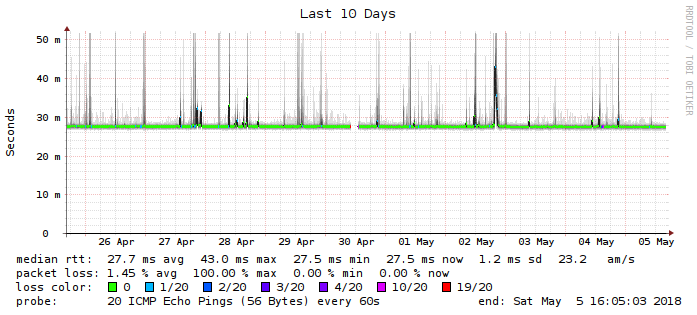 Last 10 Days
RRDTOOL / TOBI OETIKER
Seconds
50 m
40 m
30 m
20 m
10 m
0
26 Apr 27 Apr 28 Apr 29 Apr 30 Apr 01 May 02 May 03 May 04 May 05 May
median rtt: 27.7 ms avg 43.0 ms max 27.5 ms min 27.5 ms now 1.2 ms sd 23.2 am/s
packet loss: 1.45 % avg 100.00 % max 0.00 % min 0.00 % now
loss color: 0 1/20 2/20 3/20 4/20 10/20 19/20
probe: 20 ICMP Echo Pings (56 Bytes) every 60s end: Sat May 5 16:05:03 2018